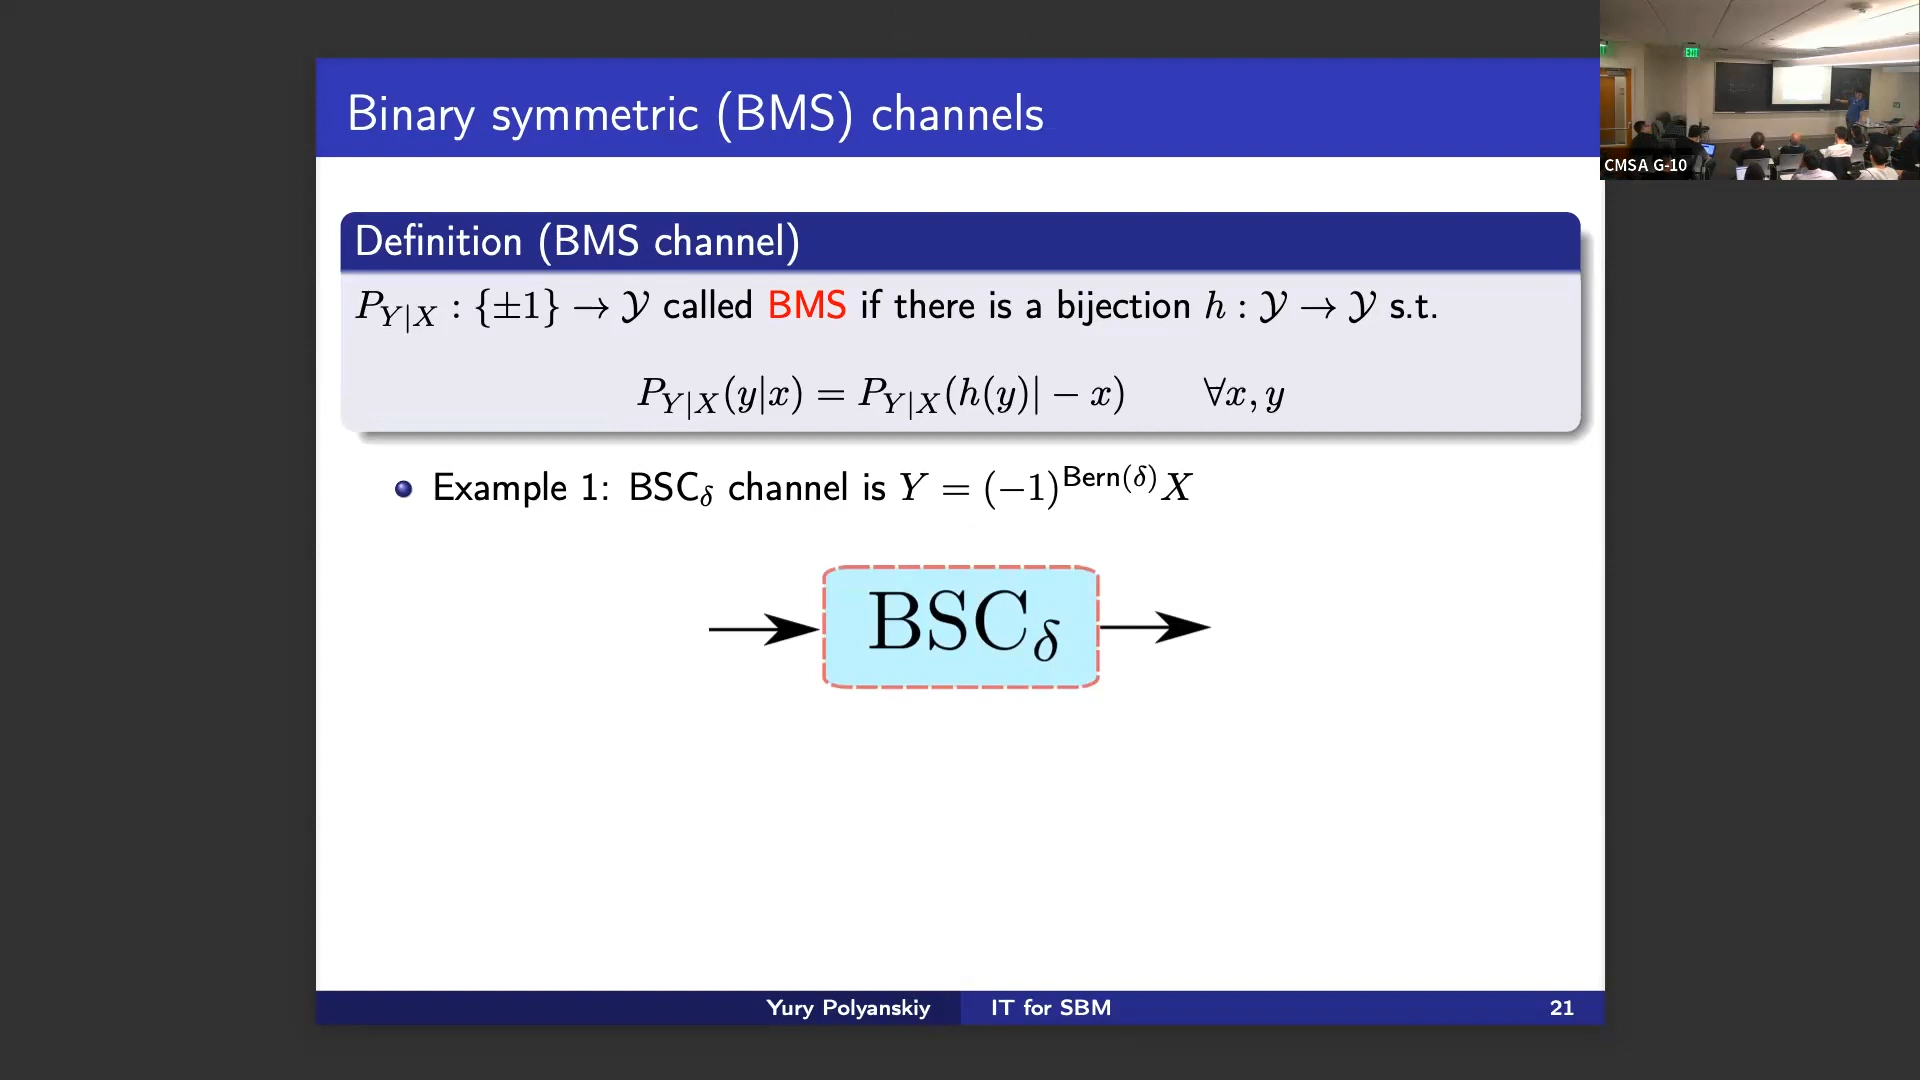 Binary symmetric (BMS) channels
CMSA G-10
Definition (BMS channel)
P_{Y|X} : {±1} → 𝒴 called BMS if there is a bijection h : 𝒴 → 𝒴 s.t.
P_{Y|X}(y|x) = P_{Y|X}(h(y)| − x) ∀x, y
Example 1: BSC_δ channel is Y = (−1)^{Bern(δ)} X
BSC_δ
Yury Polyanskiy IT for SBM 21